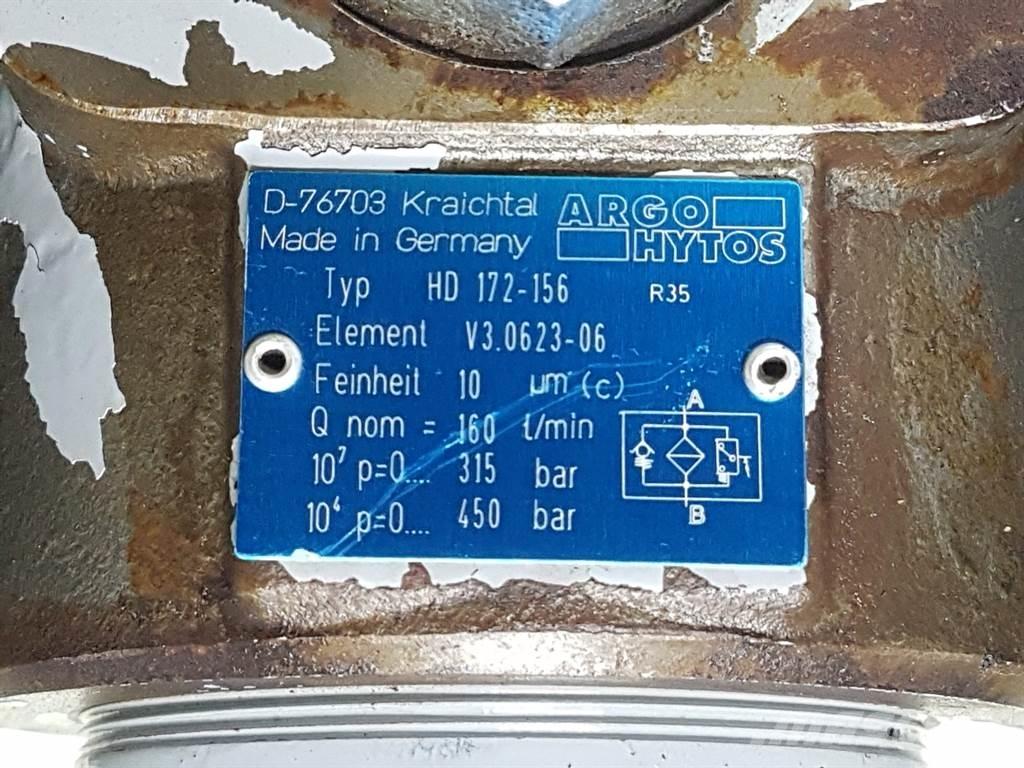 D-76703 Kraichtal
Made in Germany
ARGO
HYTOS
Typ HD 172-156 R35
Element V3.0623-06
Feinheit 10 µm (c)
Q nom = 160 l/min
10⁷ p=0.... 315 bar
10⁶ p=0.... 450 bar
A
B